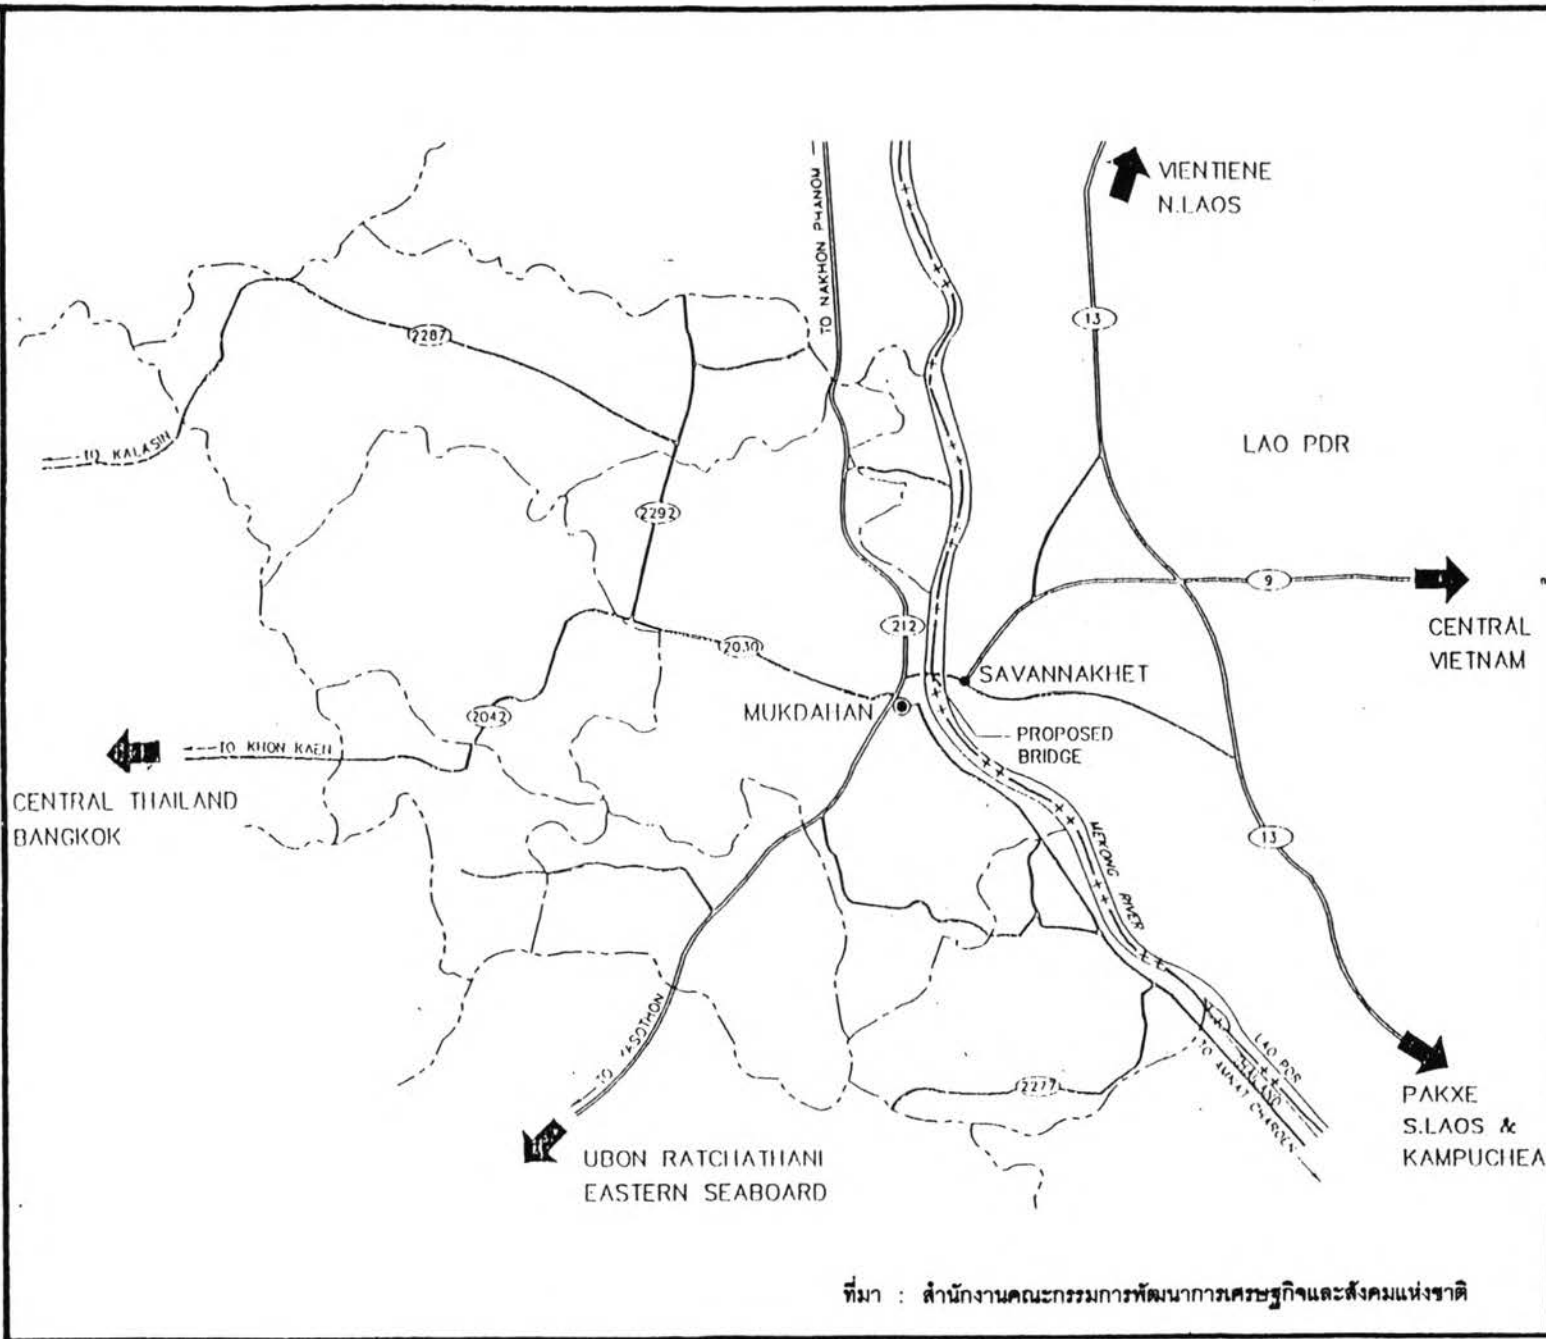 VIENTIENE
N.LAOS
TO NAKHON PHANOM
13
2287
LAO PDR
TO KALASIN
2292
9
CENTRAL
VIETNAM
212
2030
SAVANNAKHET
MUKDAHAN
2042
PROPOSED
BRIDGE
TO KHON KAEN
CENTRAL THAILAND
BANGKOK
13
MEKONG RIVER
TO YASOTHON
LAO PDR
THAILAND
TO AMNAT CHAROEN
2277
PAKXE
S.LAOS &
KAMPUCHEA
UBON RATCHATHANI
EASTERN SEABOARD
ที่มา : สำนักงานคณะกรรมการพัฒนาการเศรษฐกิจและสังคมแห่งชาติ